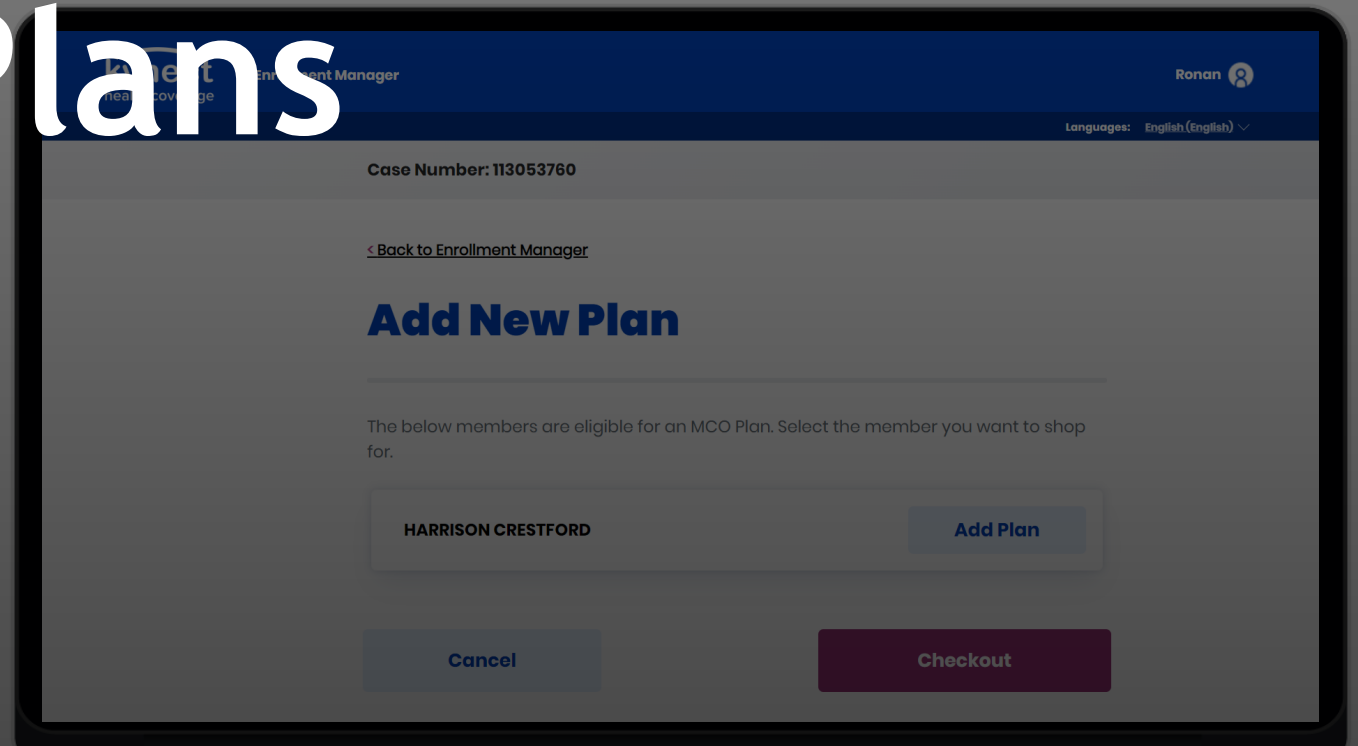 Plans
Enrollment Manager
Ronan
Languages: English (English)
Case Number: 113053760
< Back to Enrollment Manager
Add New Plan
The below members are eligible for an MCO Plan. Select the member you want to shop
for.
HARRISON CRESTFORD
Add Plan
Cancel
Checkout